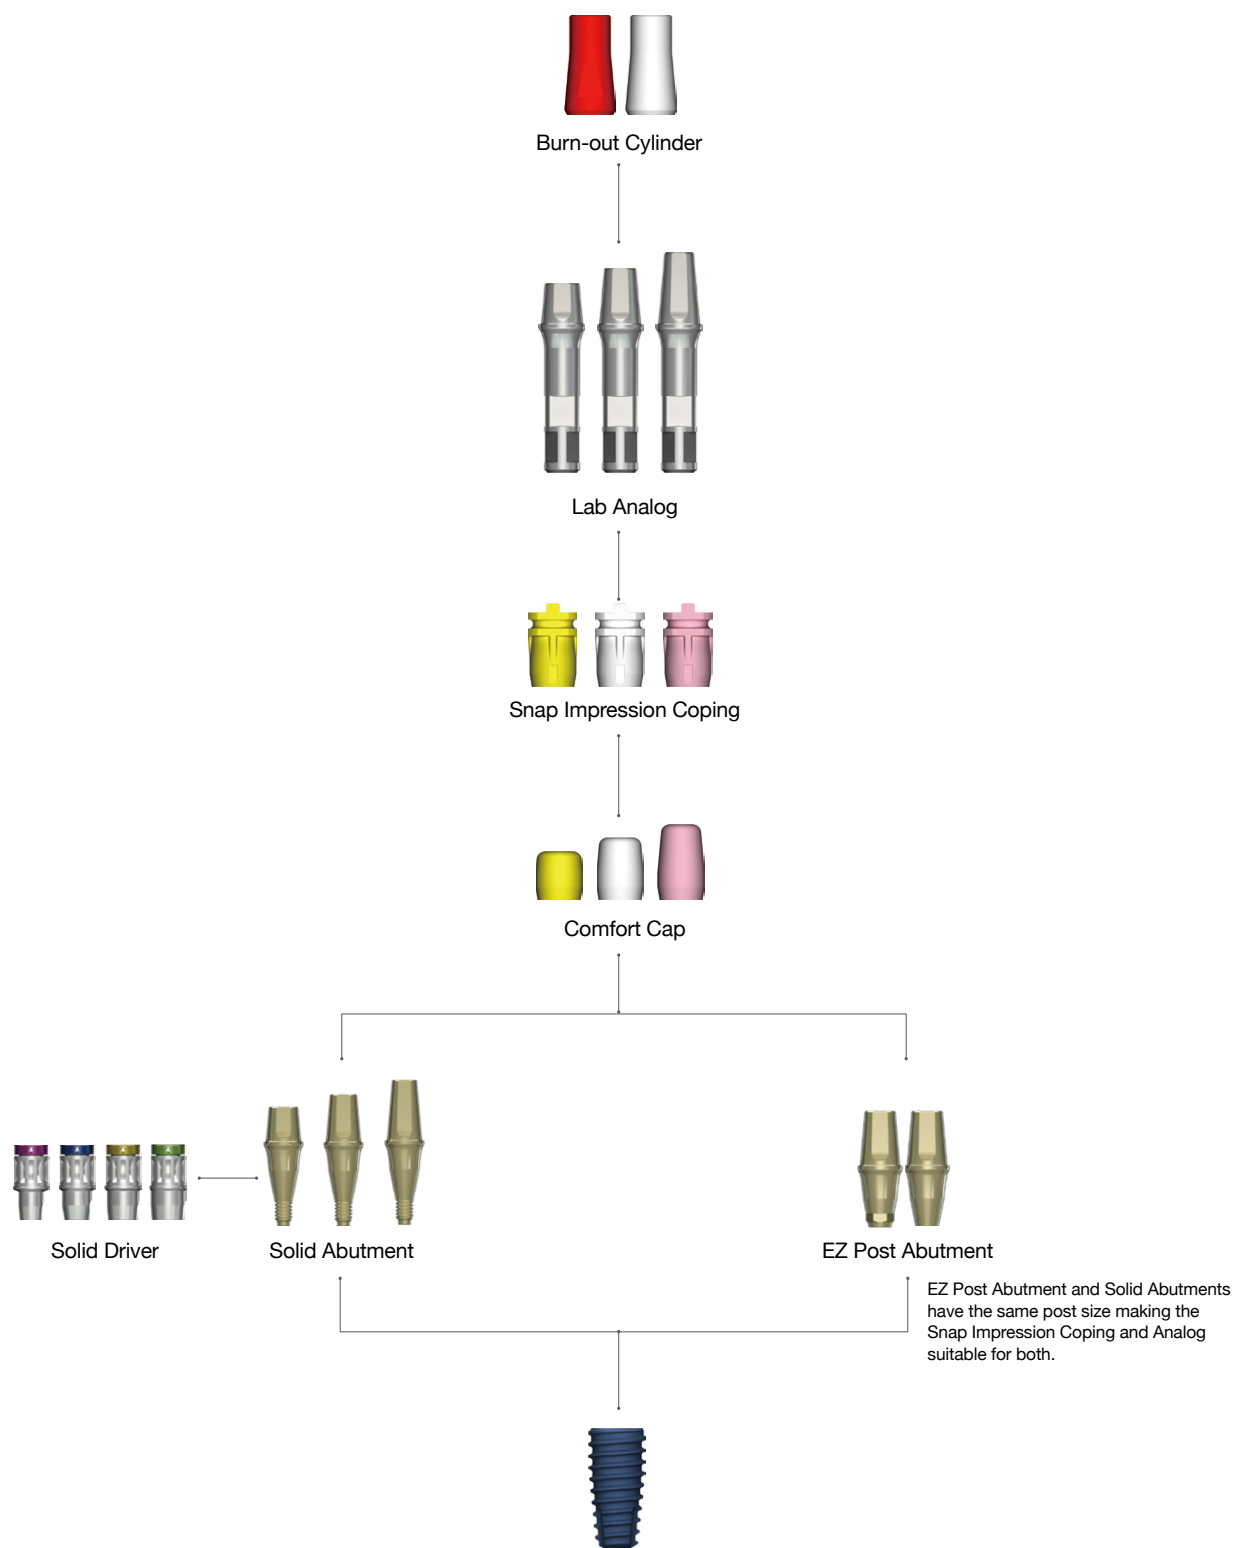 Burn-out Cylinder
Lab Analog
Snap Impression Coping
Comfort Cap
Solid Driver
Solid Abutment
EZ Post Abutment
EZ Post Abutment and Solid Abutments
have the same post size making the
Snap Impression Coping and Analog
suitable for both.